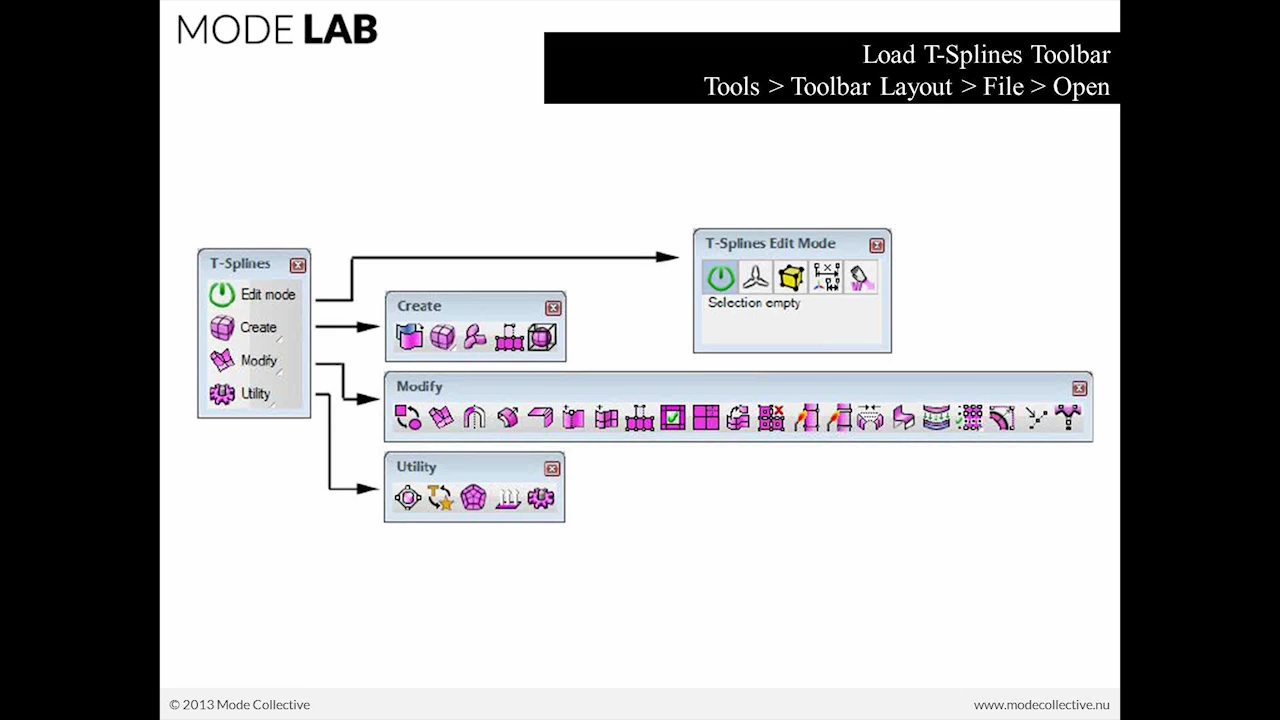 MODE LAB
Load T-Splines Toolbar
Tools > Toolbar Layout > File > Open
T-Splines
Edit mode
Create
Modify
Utility
T-Splines Edit Mode
Selection empty
Create
Modify
Utility
© 2013 Mode Collective
www.modecollective.nu